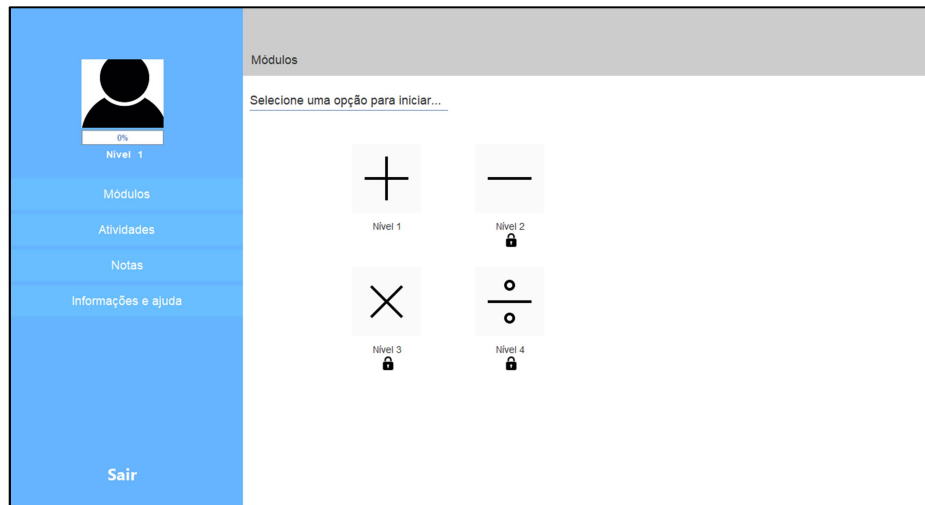 0%
Nível 1
Módulos
Atividades
Notas
Informações e ajuda
Sair
Módulos
Selecione uma opção para iniciar...
Nível 1
Nível 2
Nível 3
Nível 4